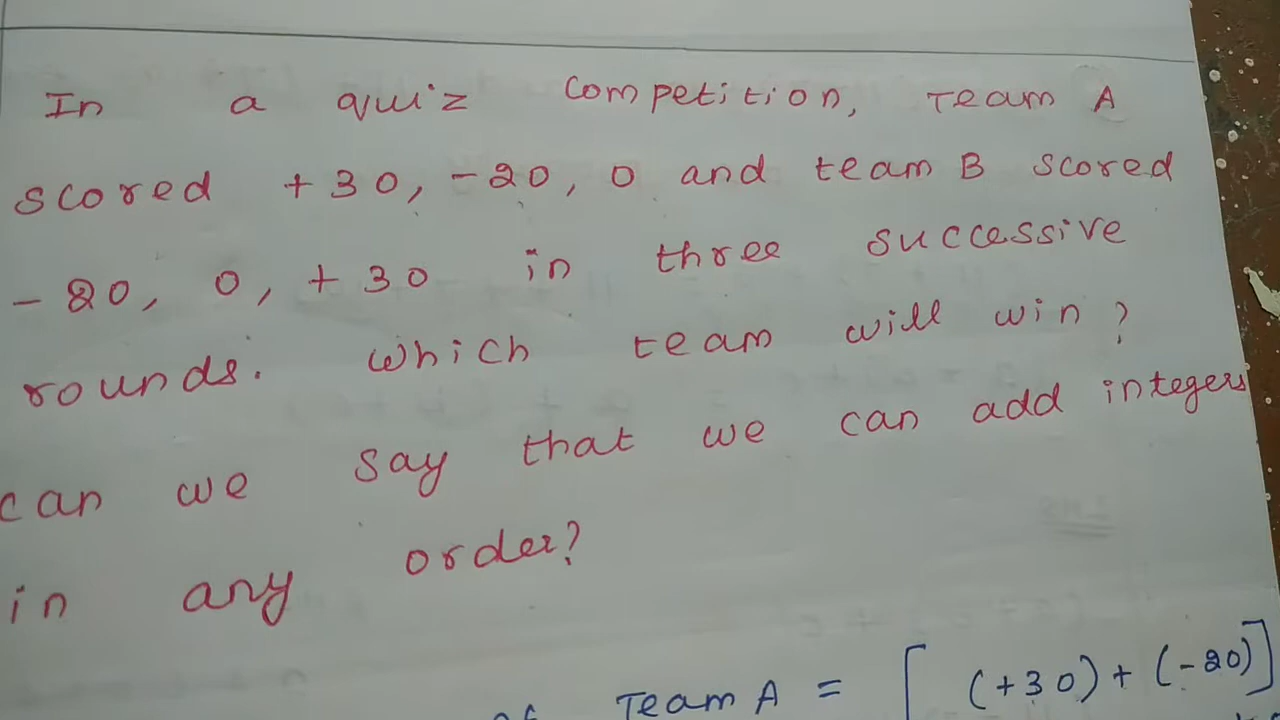 In a quiz competition, Team A
scored +30, -20, 0 and team B scored
-20, 0, +30 in three successive
rounds. which team will win?
can we say that we can add integers
in any order?
of Team A = [ (+30) + (-20)]